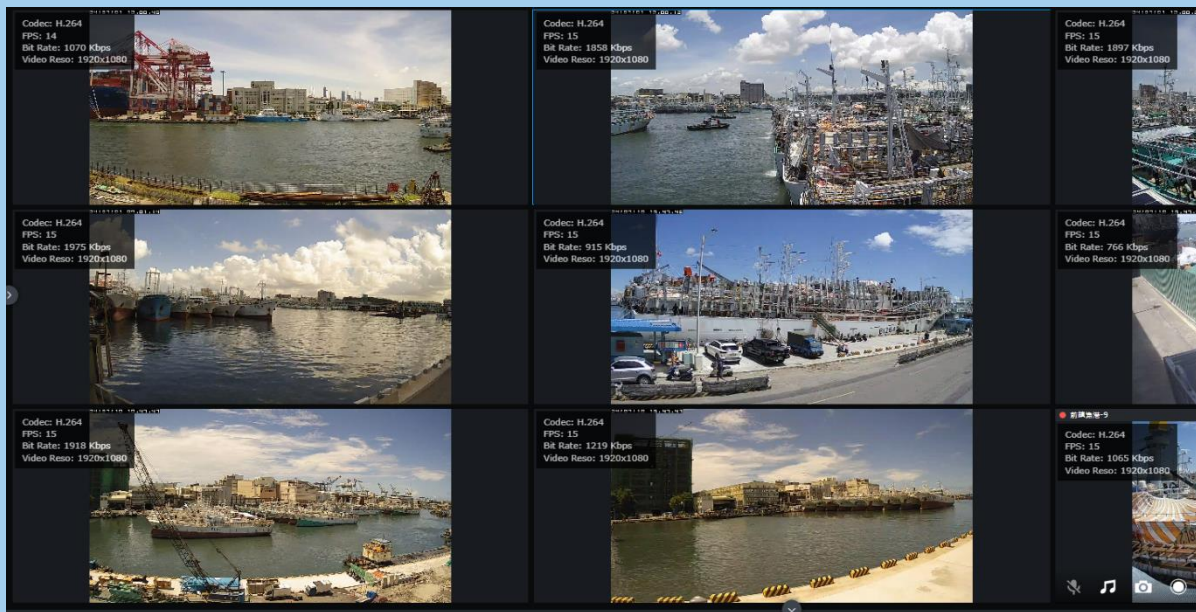 Codec: H.264
FPS: 14
Bit Rate: 1070 Kbps
Video Reso: 1920x1080
Codec: H.264
FPS: 15
Bit Rate: 1858 Kbps
Video Reso: 1920x1080
Codec: H.264
FPS: 15
Bit Rate: 1897 Kbps
Video Reso: 1920x1080
Codec: H.264
FPS: 15
Bit Rate: 1975 Kbps
Video Reso: 1920x1080
Codec: H.264
FPS: 15
Bit Rate: 915 Kbps
Video Reso: 1920x1080
Codec: H.264
FPS: 15
Bit Rate: 766 Kbps
Video Reso: 1920x1080
Codec: H.264
FPS: 15
Bit Rate: 1918 Kbps
Video Reso: 1920x1080
Codec: H.264
FPS: 15
Bit Rate: 1219 Kbps
Video Reso: 1920x1080
前鎮漁港-9
Codec: H.264
FPS: 15
Bit Rate: 1065 Kbps
Video Reso: 1920x1080